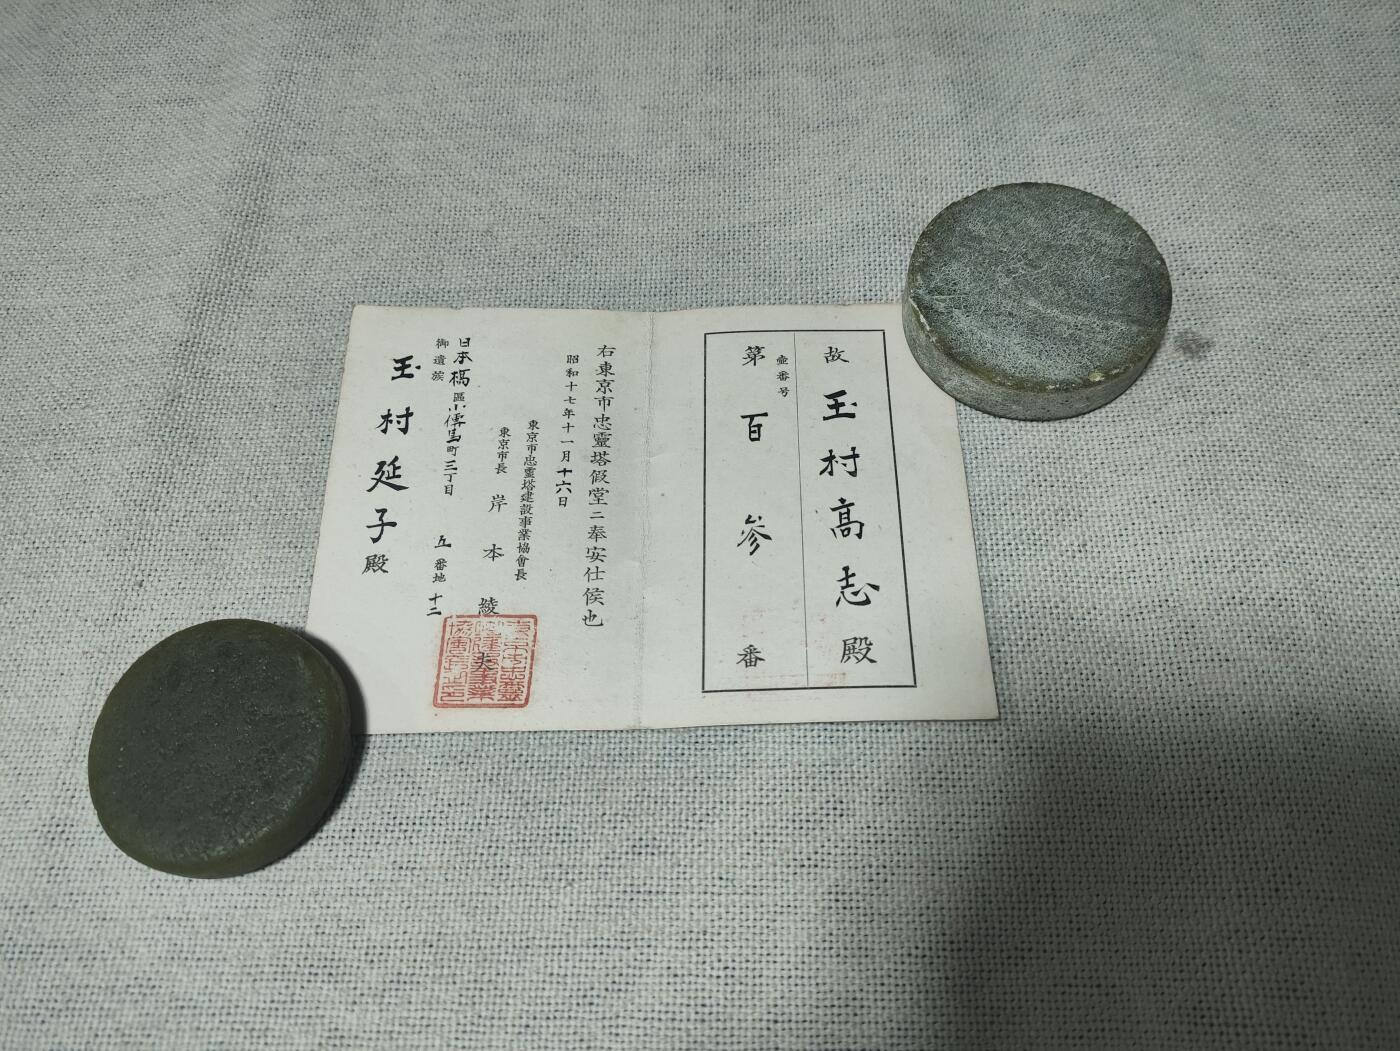 故 玉村高志 殿
壺番号
第 百参 番
右東京市忠靈塔假堂ニ奉安仕候也
昭和十七年十一月十六日
東京市忠靈塔建設事業協會長
東京市長 岸本綾夫
日本橋區小傳馬町三丁目 五番地 十二
御遺族
玉村延子殿